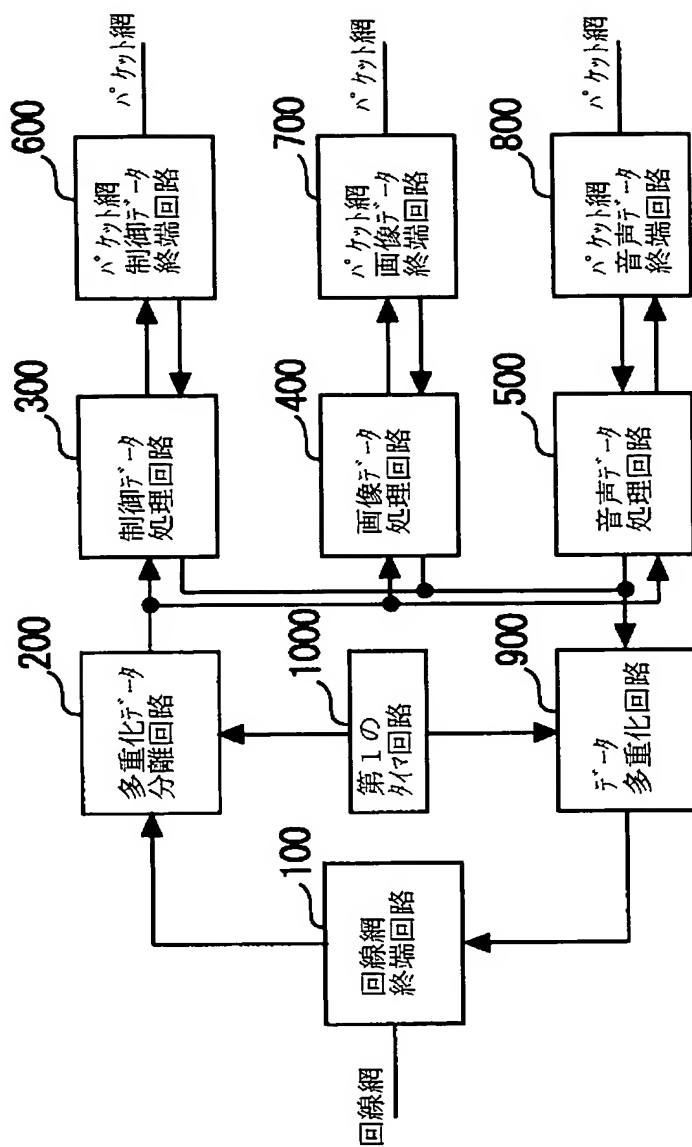 600
パケット網
制御データ
終端回路
パケット網
300
制御データ
処理回路
200
多重化データ
分離回路
700
パケット網
画像データ
終端回路
パケット網
400
画像データ
処理回路
1000
第1の
タイマ回路
100
回線網
終端回路
回線網
800
パケット網
音声データ
終端回路
パケット網
500
音声データ
処理回路
900
データ
多重化回路